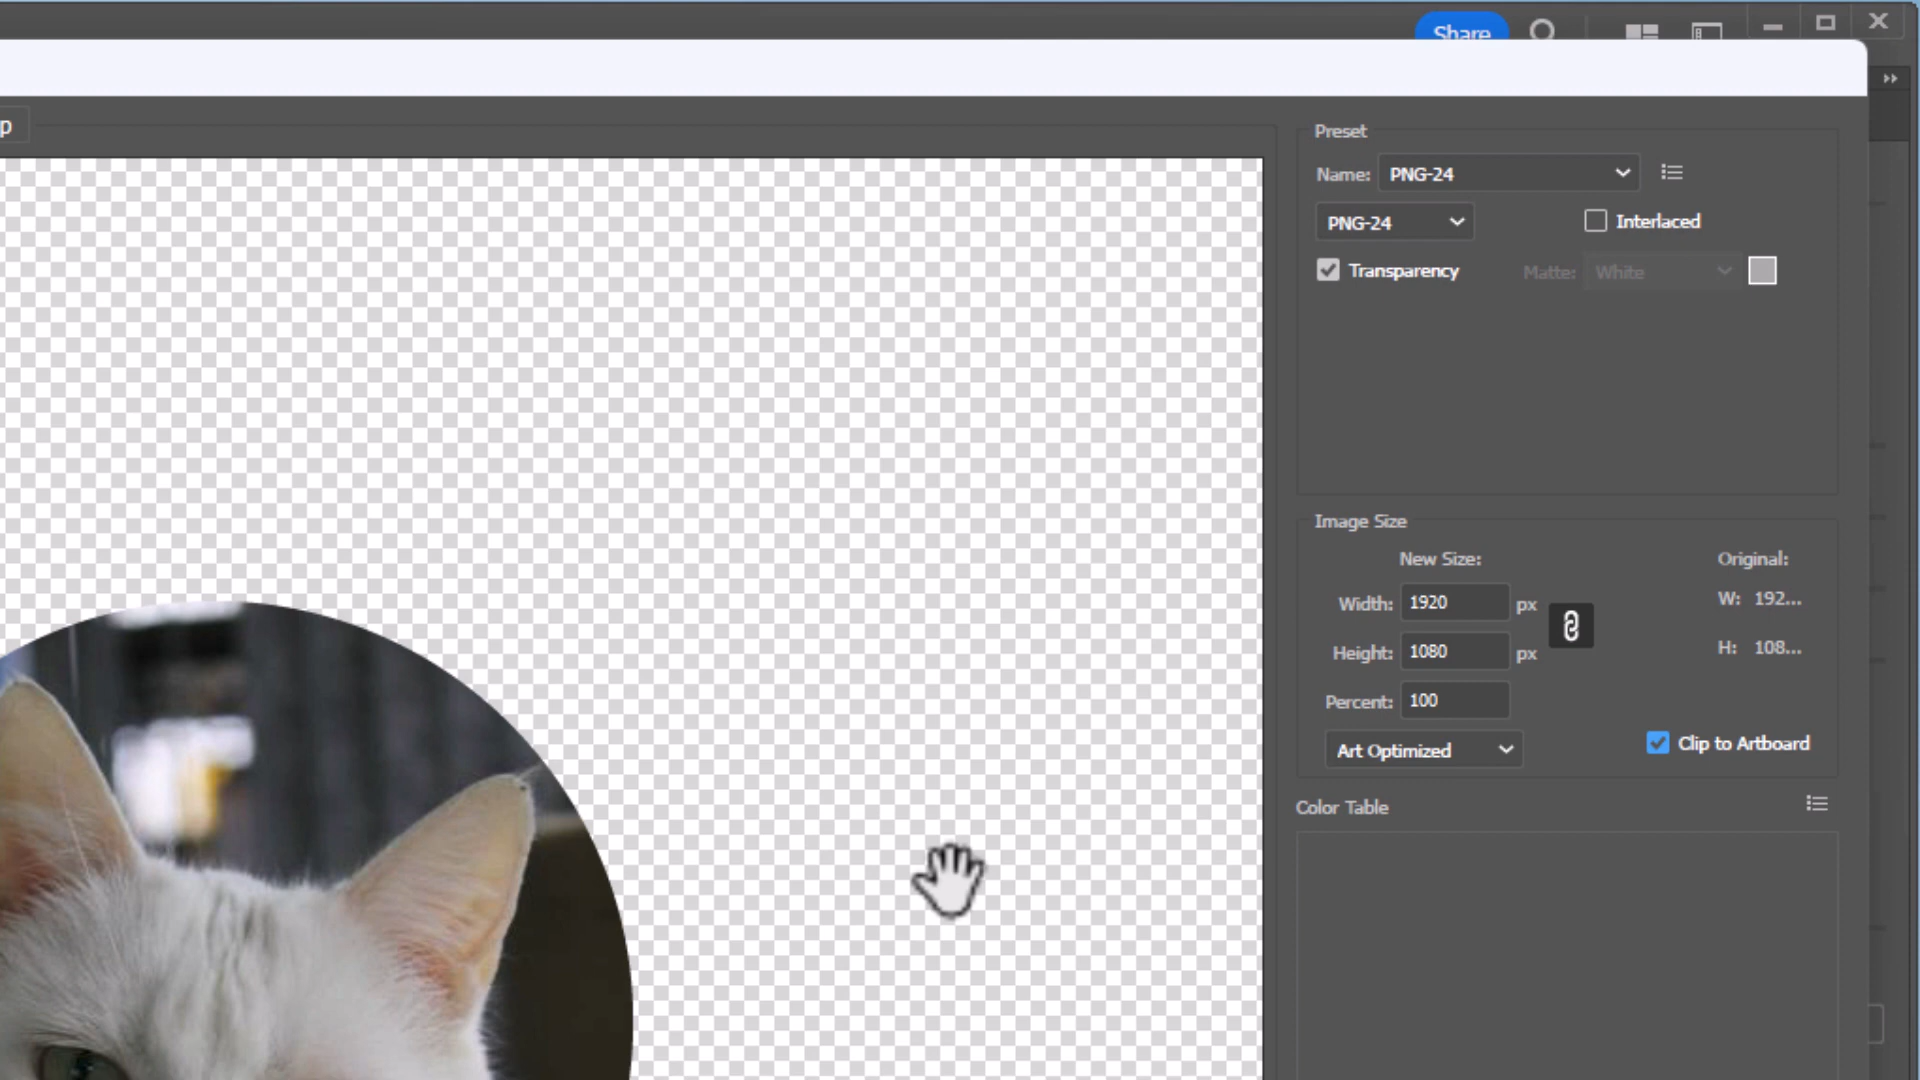 Share
p
Preset
Name: PNG-24
PNG-24 Interlaced
Transparency Matte: White
Image Size
New Size: Original:
Width: 1920 px W: 192...
Height: 1080 px H: 108...
Percent: 100
Art Optimized Clip to Artboard
Color Table